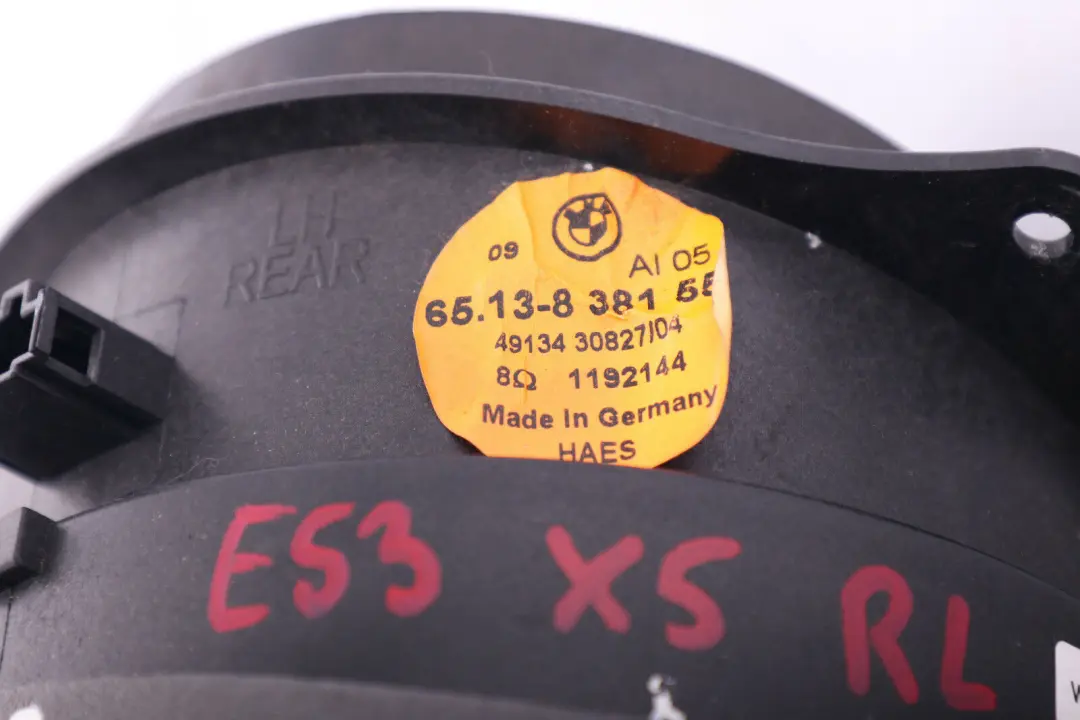 LH
REAR
09
AI 05
65.13-8 381 55
49134 30827/04
8Ω 1192144
Made In Germany
HAES
E53 X5 RL